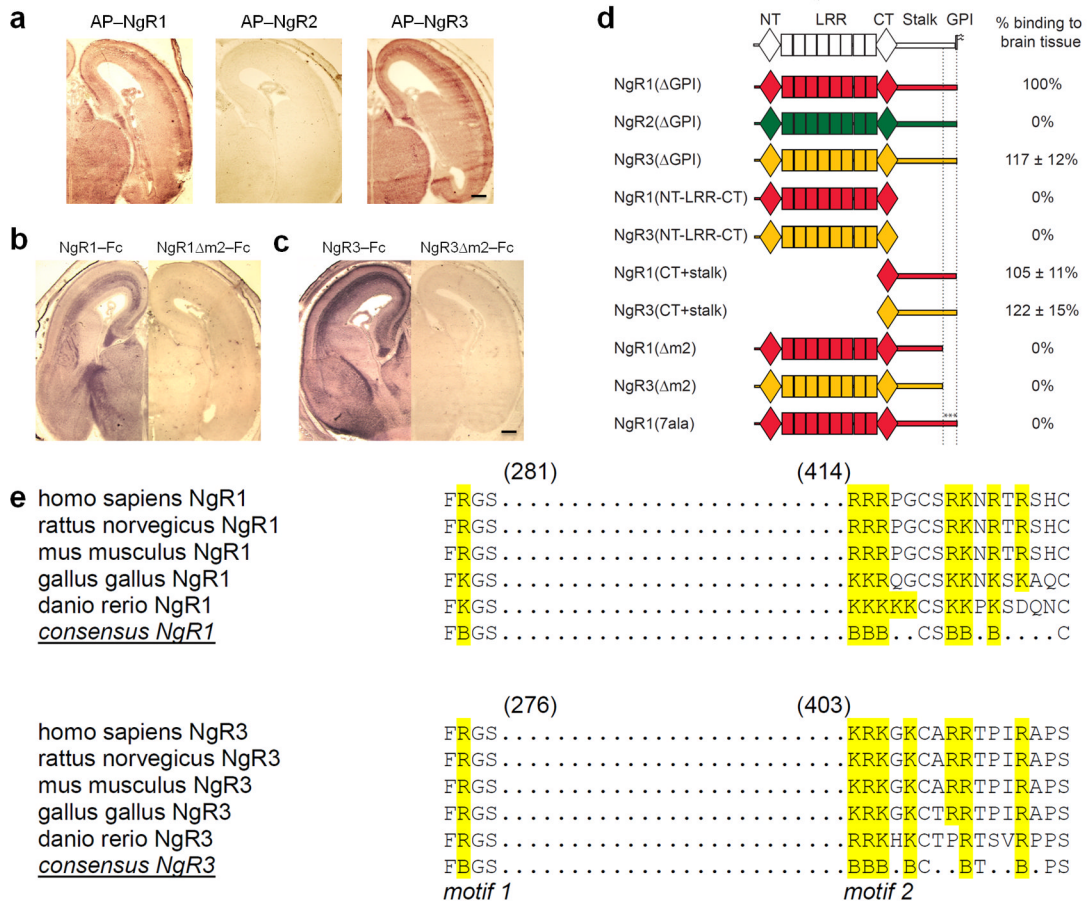 a
AP–NgR1
AP–NgR2
AP–NgR3
b
NgR1–Fc
NgR1Δm2–Fc
c
NgR3–Fc
NgR3Δm2–Fc
d
NT LRR CT Stalk GPI
% binding to
brain tissue
NgR1(ΔGPI) 100%
NgR2(ΔGPI) 0%
NgR3(ΔGPI) 117 ± 12%
NgR1(NT-LRR-CT) 0%
NgR3(NT-LRR-CT) 0%
NgR1(CT+stalk) 105 ± 11%
NgR3(CT+stalk) 122 ± 15%
NgR1(Δm2) 0%
NgR3(Δm2) 0%
***
NgR1(7ala) 0%
e
(281) (414)
homo sapiens NgR1 FRGS................................RRRPGCSRKNRTRSHC
rattus norvegicus NgR1 FRGS................................RRRPGCSRKNRTRSHC
mus musculus NgR1 FRGS................................RRRPGCSRKNRTRSHC
gallus gallus NgR1 FKGS................................KKRQGCSKKNKSKAQC
danio rerio NgR1 FKGS................................KKKKKCSKKPKSDQNC
consensus NgR1 FBGS................................BBB..CSBB.B....C
(276) (403)
homo sapiens NgR3 FRGS................................KRKGKCARRTPIRAPS
rattus norvegicus NgR3 FRGS................................KRKGKCARRTPIRAPS
mus musculus NgR3 FRGS................................KRKGKCARRTPIRAPS
gallus gallus NgR3 FRGS................................KRKGKCTRRTPIRAPS
danio rerio NgR3 FRGS................................RRKHKCTPRTSVRPPS
consensus NgR3 FBGS................................BBB.BC..B.T..B.PS
motif 1 motif 2